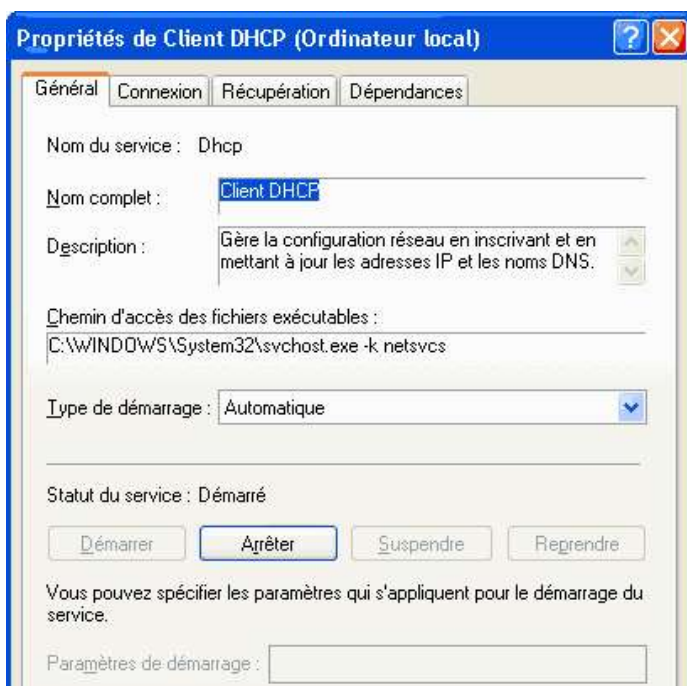 Propriétés de Client DHCP (Ordinateur local)
Général Connexion Récupération Dépendances
Nom du service : Dhcp
Nom complet : Client DHCP
Description : Gère la configuration réseau en inscrivant et en
mettant à jour les adresses IP et les noms DNS.
Chemin d'accès des fichiers exécutables :
C:\WINDOWS\System32\svchost.exe -k netsvcs
Type de démarrage : Automatique
Statut du service : Démarré
Démarrer Arrêter Suspendre Reprendre
Vous pouvez spécifier les paramètres qui s'appliquent pour le démarrage du
service.
Paramètres de démarrage :